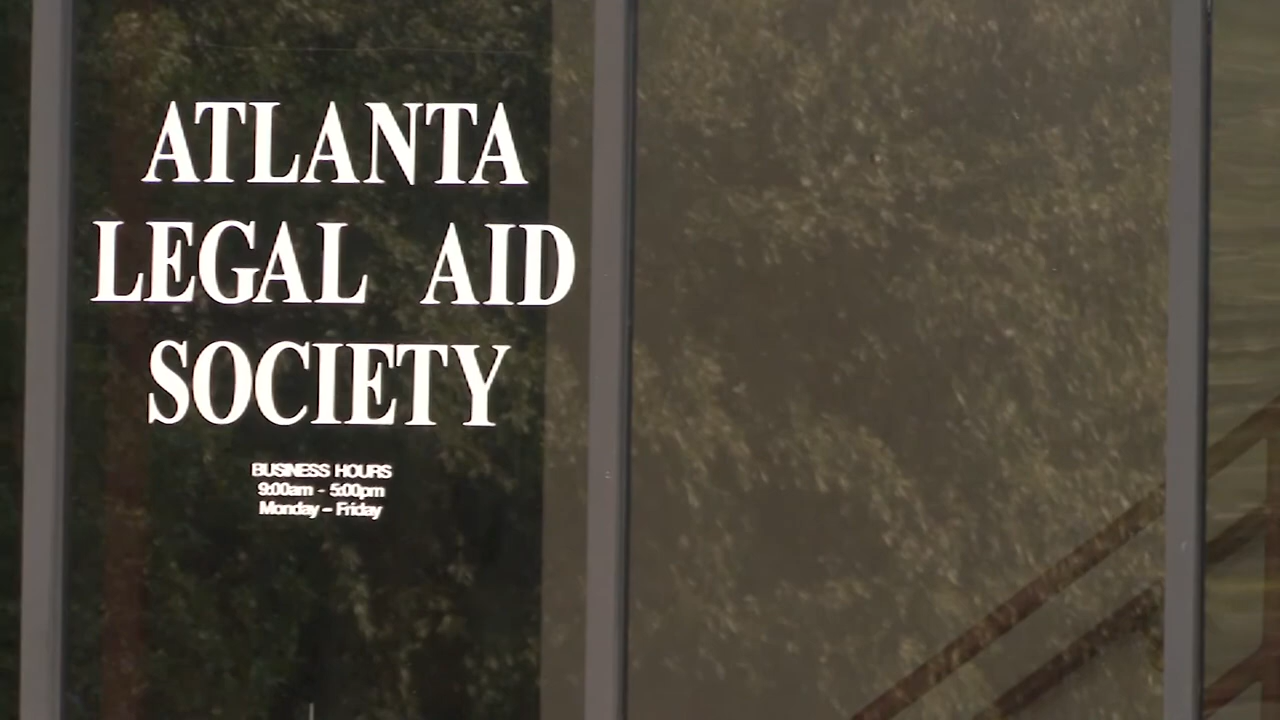 ATLANTA
LEGAL AID
SOCIETY
BUSINESS HOURS
9:00am - 5:00pm
Monday – Friday